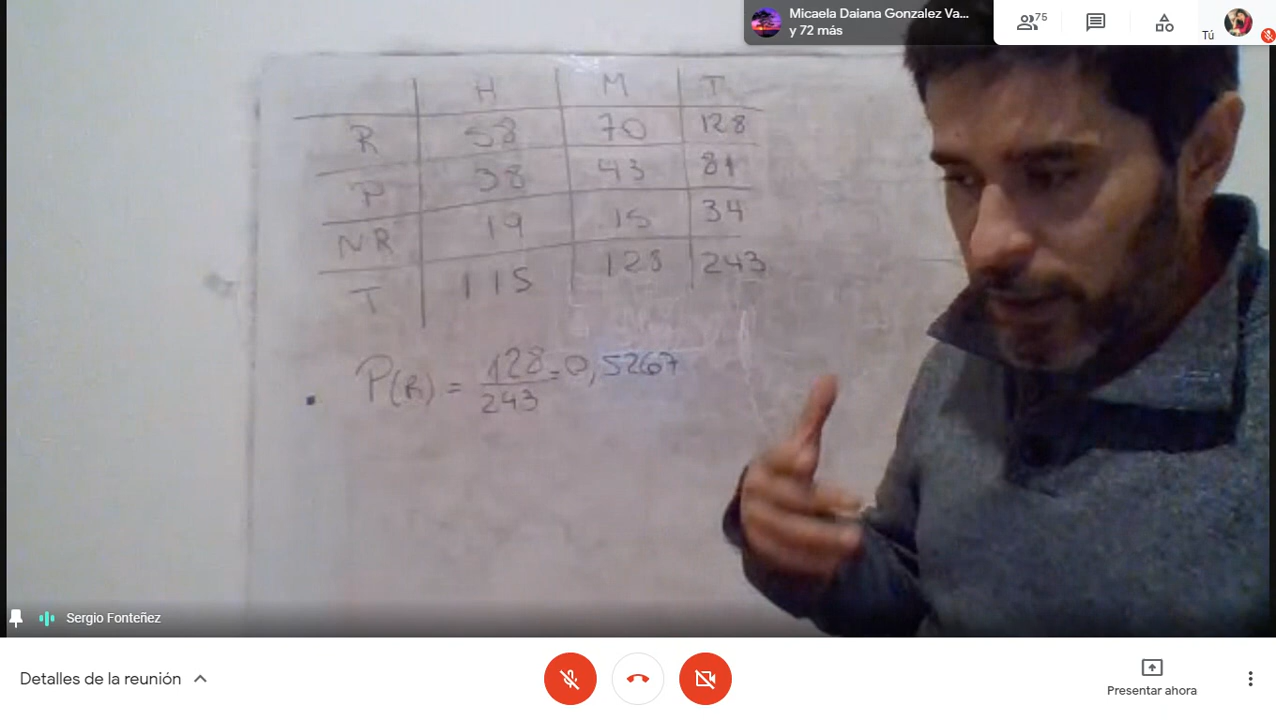 Micaela Daiana Gonzalez Va...
y 72 más
75
Tú
H M T
R 58 70 128
P 38 43 81
NR 19 15 34
T 115 128 243
P(R) = 128/243 = 0,5267
Sergio Fonteñez
Detalles de la reunión
Presentar ahora